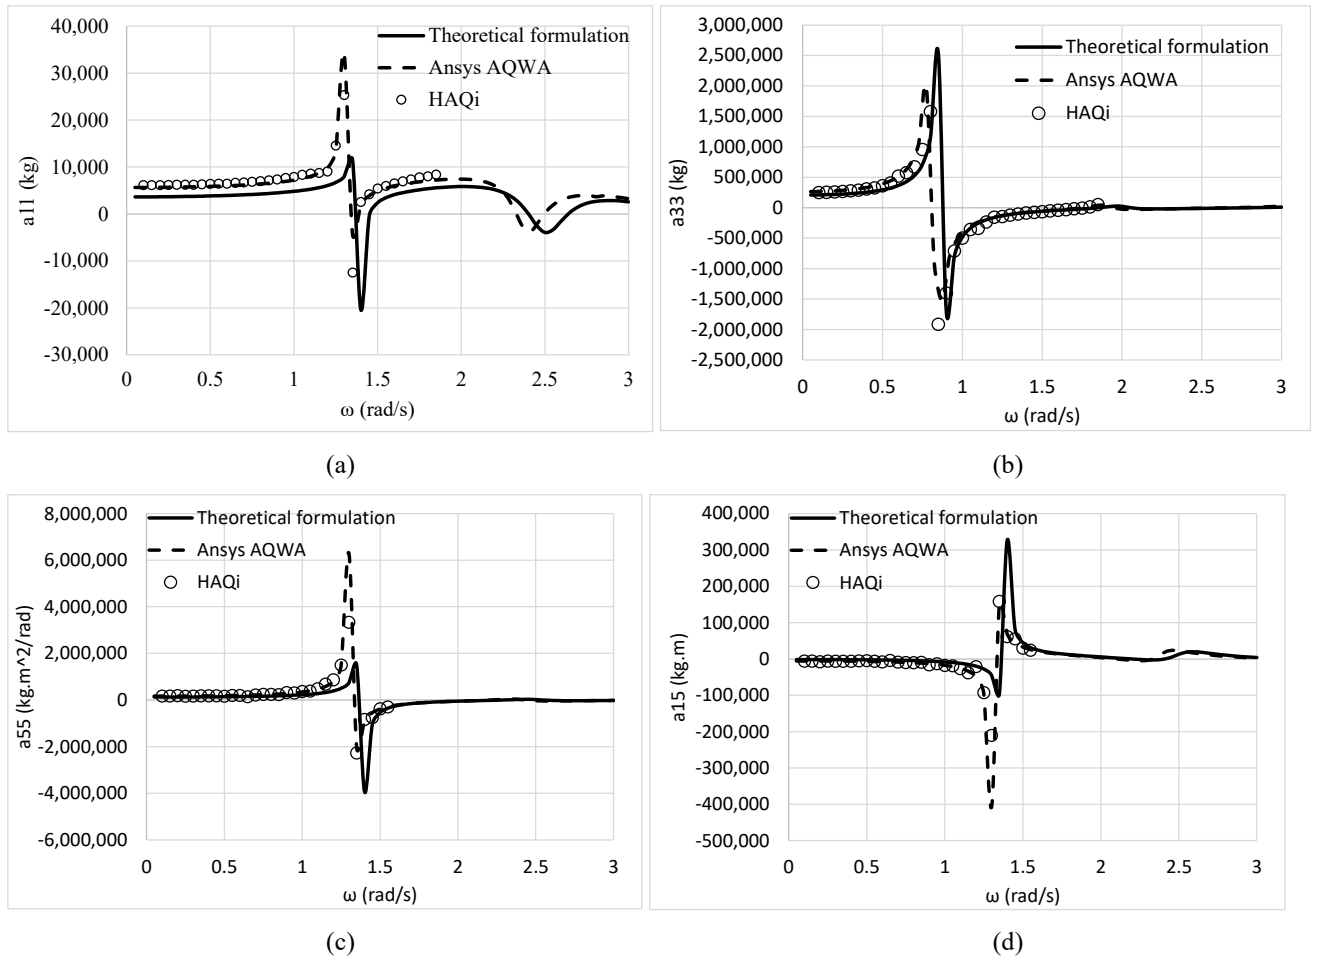 40,000
30,000
20,000
10,000
0
-10,000
-20,000
-30,000
a11 (kg)
0 0.5 1 1.5 2 2.5 3
ω (rad/s)
Theoretical formulation
Ansys AQWA
HAQi
(a)
3,000,000
2,500,000
2,000,000
1,500,000
1,000,000
500,000
0
-500,000
-1,000,000
-1,500,000
-2,000,000
-2,500,000
a33 (kg)
0 0.5 1 1.5 2 2.5 3
ω (rad/s)
Theoretical formulation
Ansys AQWA
HAQi
(b)
8,000,000
6,000,000
4,000,000
2,000,000
0
-2,000,000
-4,000,000
-6,000,000
a55 (kg.m^2/rad)
0 0.5 1 1.5 2 2.5 3
ω (rad/s)
Theoretical formulation
Ansys AQWA
HAQi
(c)
400,000
300,000
200,000
100,000
0
-100,000
-200,000
-300,000
-400,000
-500,000
a15 (kg.m)
0 0.5 1 1.5 2 2.5 3
ω (rad/s)
Theoretical formulation
Ansys AQWA
HAQi
(d)